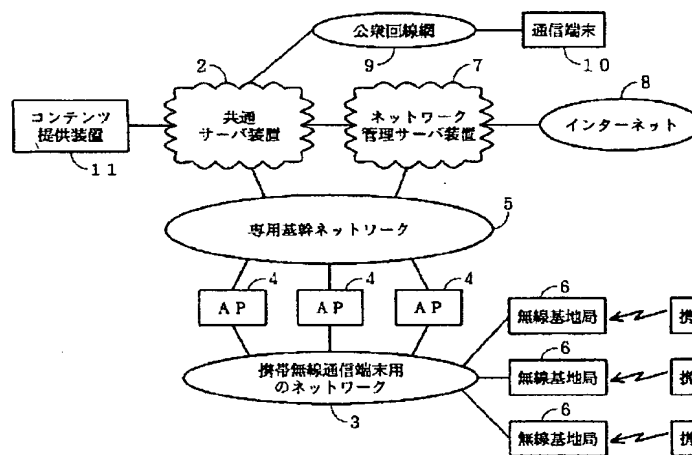 公衆回線網
通信端末
9
10
2
7
8
コンテンツ
提供装置
共通
サーバ装置
ネットワーク
管理サーバ装置
インターネット
11
5
専用基幹ネットワーク
4
4
4
AP
AP
AP
6
無線基地局
携
携帯無線通信端末用
のネットワーク
6
無線基地局
携
3
6
無線基地局
携